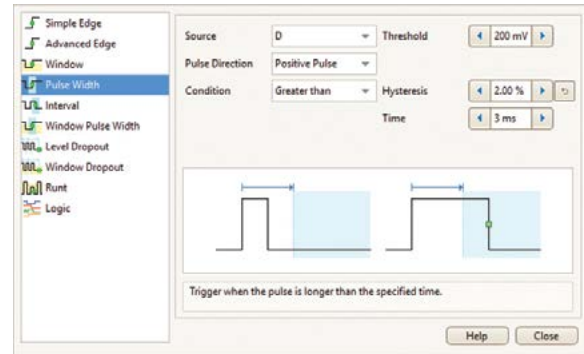 Simple Edge
Advanced Edge
Window
Pulse Width
Interval
Window Pulse Width
Level Dropout
Window Dropout
Runt
Logic
Source D Threshold 200 mV
Pulse Direction Positive Pulse
Condition Greater than Hysteresis 2.00 %
Time 3 ms
Trigger when the pulse is longer than the specified time.
Help Close